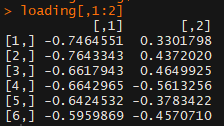 > loading[,1:2]
[,1] [,2]
[1,] -0.7464551 0.3301798
[2,] -0.7643343 0.4372020
[3,] -0.6617943 0.4649925
[4,] -0.6642965 -0.5613256
[5,] -0.6424532 -0.3783422
[6,] -0.5959869 -0.4570710